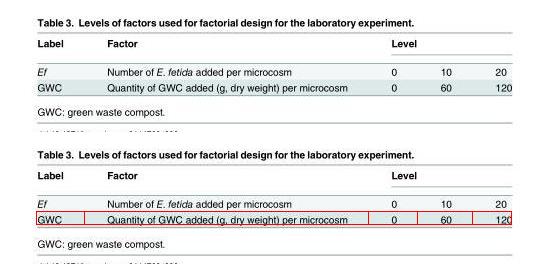 Table 3. Levels of factors used for factorial design for the laboratory experiment.
Label Factor Level
Ef Number of E. fetida added per microcosm 0 10 20
GWC Quantity of GWC added (g, dry weight) per microcosm 0 60 120
GWC: green waste compost.
Table 3. Levels of factors used for factorial design for the laboratory experiment.
Label Factor Level
Ef Number of E. fetida added per microcosm 0 10 20
GWC Quantity of GWC added (g, dry weight) per microcosm 0 60 120
GWC: green waste compost.